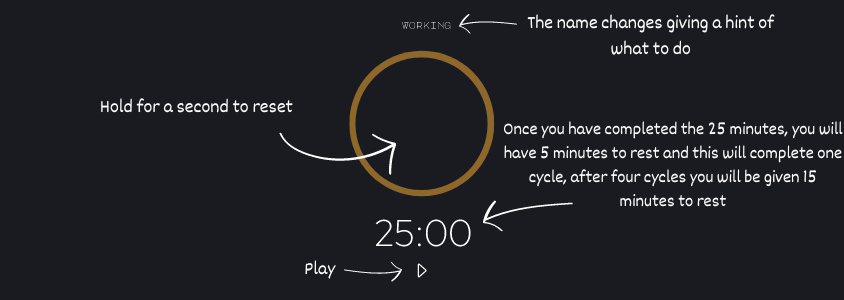 WORKING
The name changes giving a hint of
what to do
Hold for a second to reset
Once you have completed the 25 minutes, you will
have 5 minutes to rest and this will complete one
cycle, after four cycles you will be given 15
minutes to rest
25:00
Play